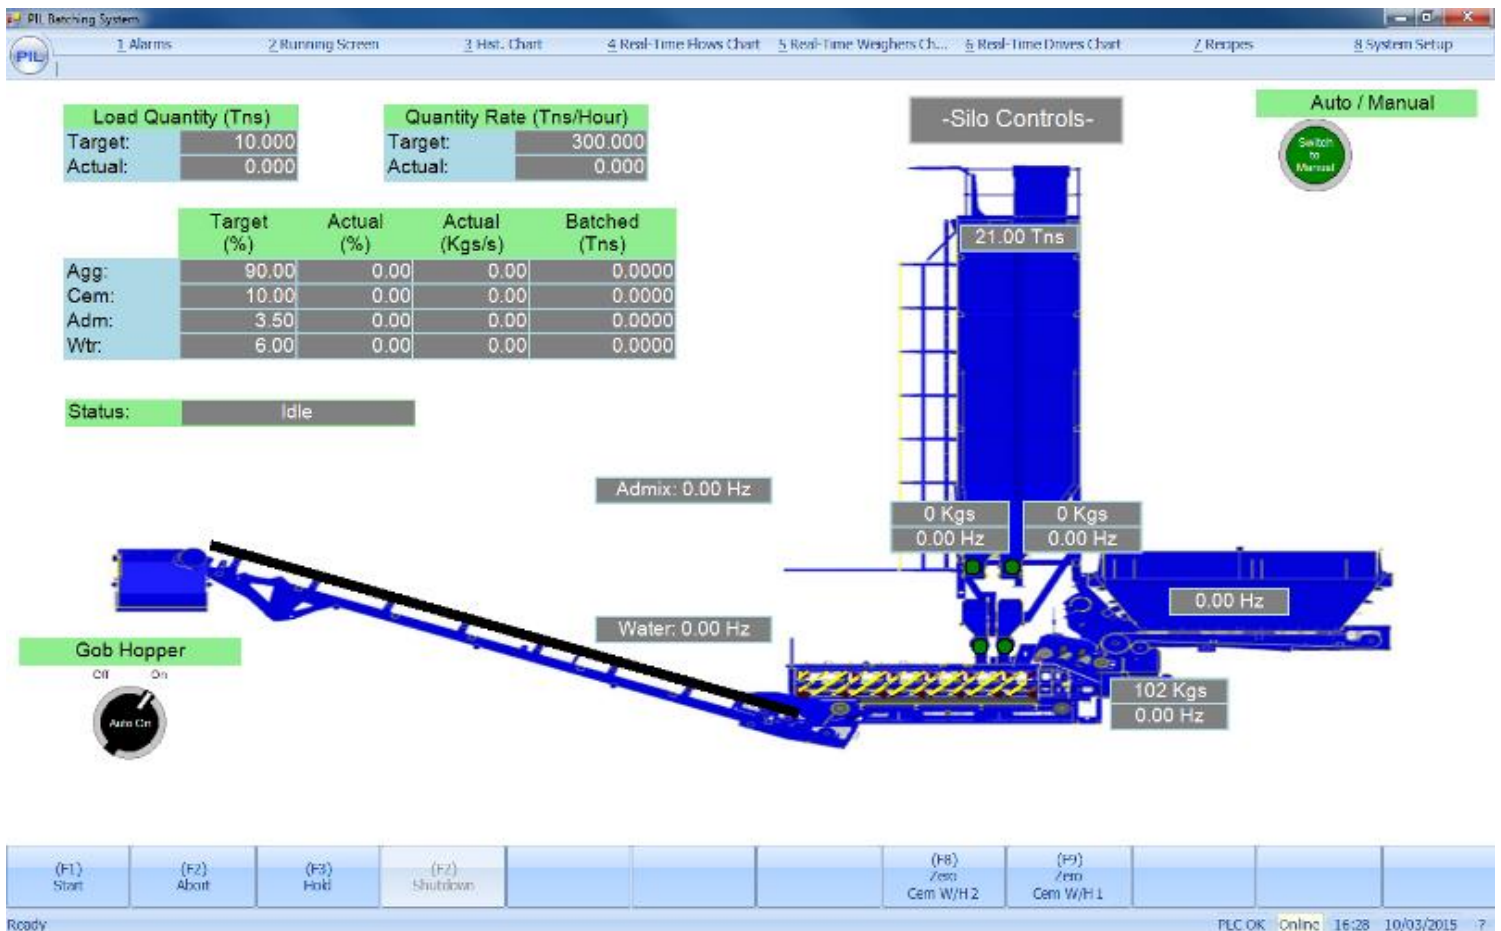 PIL Batching System
PIL
1 Alarms 2 Running Screen 3 Hist. Chart 4 Real-Time Flows Chart 5 Real-Time Weighers Ch... 6 Real-Time Drives Chart 7 Recipes 8 System Setup
Load Quantity (Tns)
Target: 10.000
Actual: 0.000
Quantity Rate (Tns/Hour)
Target: 300.000
Actual: 0.000
-Silo Controls-
Auto / Manual
Switch
to
Manual
21.00 Tns
Target Actual Actual Batched
(%) (%) (Kgs/s) (Tns)
Agg: 90.00 0.00 0.00 0.0000
Cem: 10.00 0.00 0.00 0.0000
Adm: 3.50 0.00 0.00 0.0000
Wtr: 6.00 0.00 0.00 0.0000
Status: Idle
Admix: 0.00 Hz
0 Kgs 0 Kgs
0.00 Hz 0.00 Hz
0.00 Hz
Water: 0.00 Hz
Gob Hopper
Off On
Auto On
102 Kgs
0.00 Hz
(F1)
Start
(F2)
Abort
(F3)
Hold
(F2)
Shutdown
(F8)
Zero
Cem W/H 2
(F9)
Zero
Cem W/H 1
Ready PLC OK Online 16:28 10/03/2015 ?